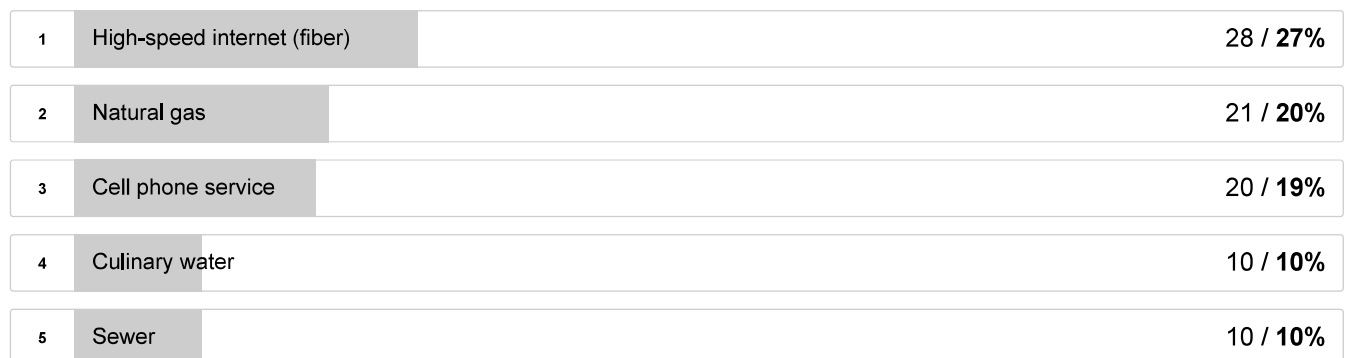 1 High-speed internet (fiber) 28 / 27%
2 Natural gas 21 / 20%
3 Cell phone service 20 / 19%
4 Culinary water 10 / 10%
5 Sewer 10 / 10%